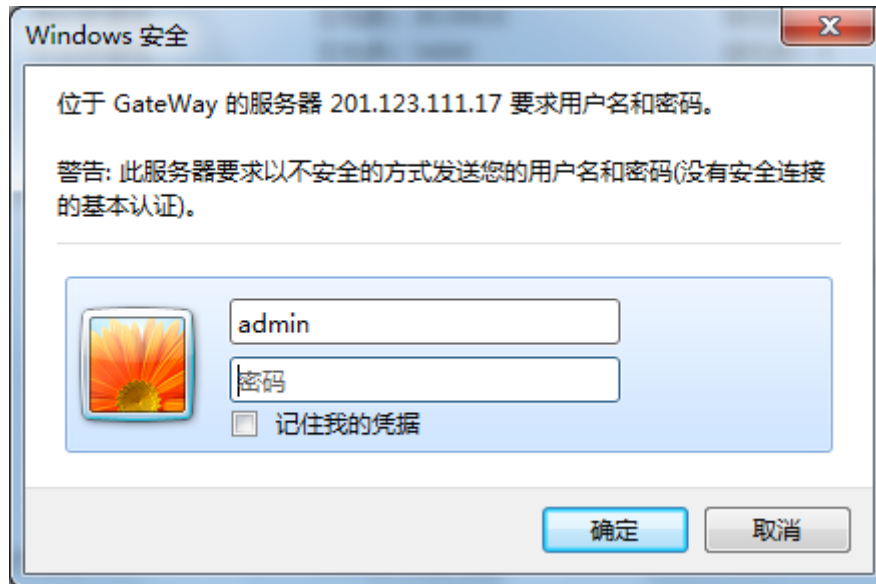 Windows 安全
位于 GateWay 的服务器 201.123.111.17 要求用户名和密码。
警告: 此服务器要求以不安全的方式发送您的用户名和密码(没有安全连接
的基本认证)。
admin
密码
记住我的凭据
确定
取消